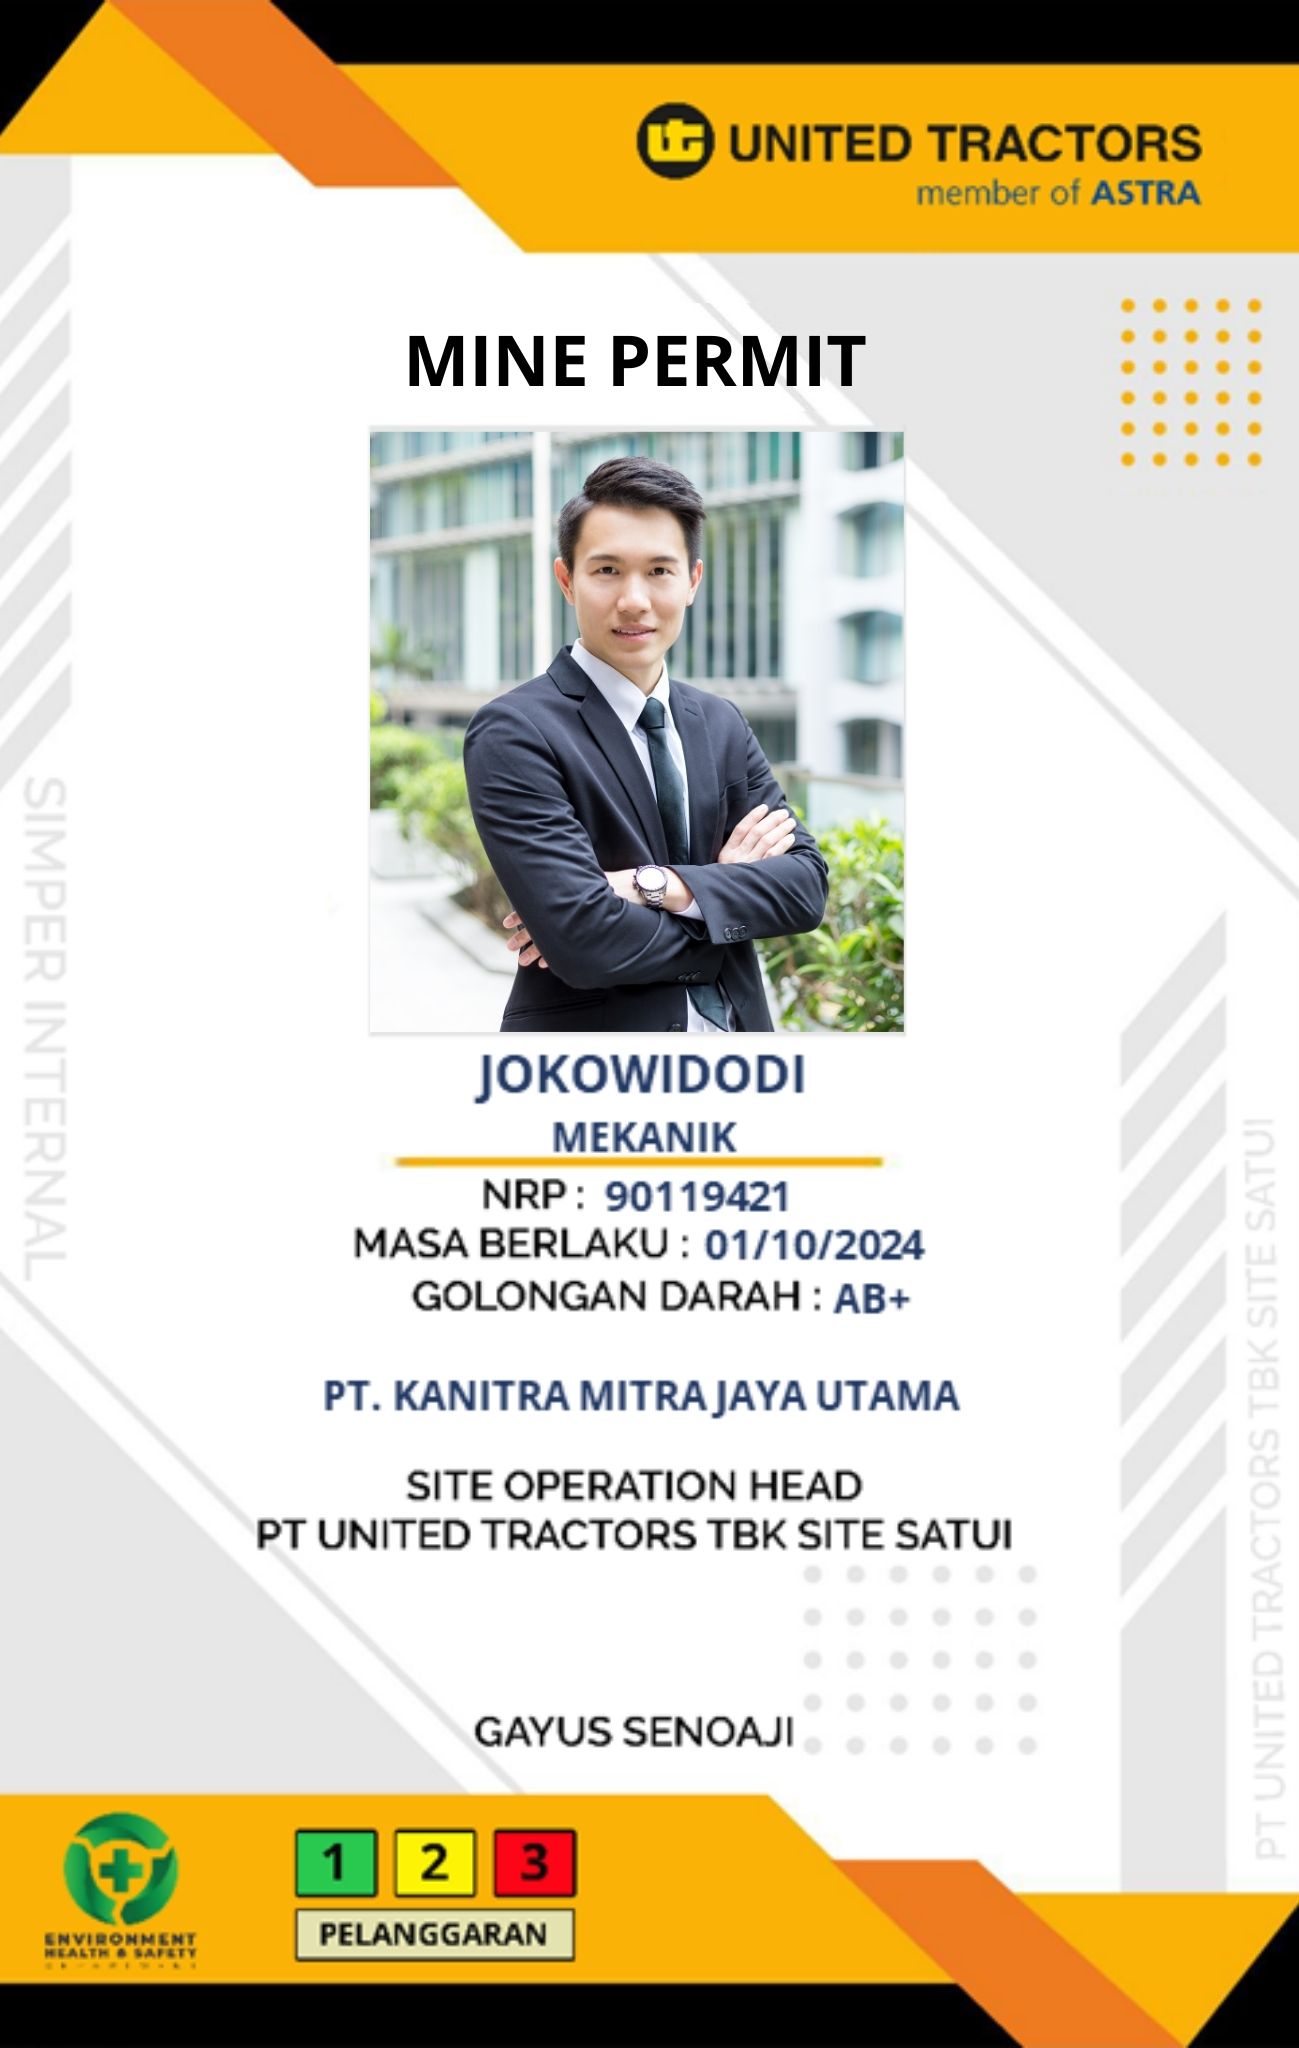 UNITED TRACTORS
member of ASTRA
MINE PERMIT
JOKOWIDODI
MEKANIK
NRP : 90119421
MASA BERLAKU : 01/10/2024
GOLONGAN DARAH : AB+
PT. KANITRA MITRA JAYA UTAMA
SITE OPERATION HEAD
PT UNITED TRACTORS TBK SITE SATUI
GAYUS SENOAJI
SIMPER INTERNAL
PT UNITED TRACTORS TBK SITE SATUI
1 2 3
PELANGGARAN
ENVIRONMENT
HEALTH & SAFETY